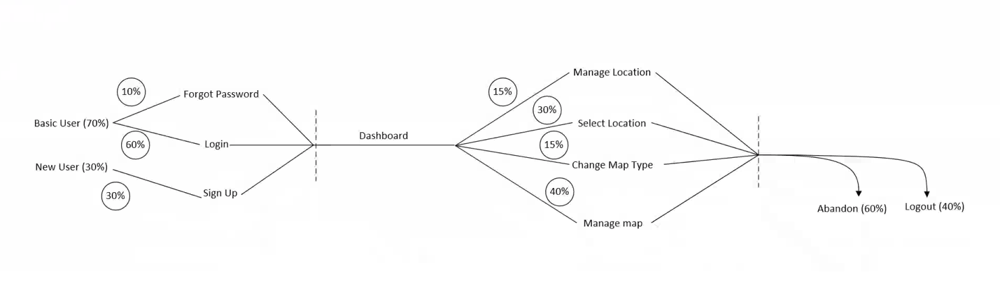 10%
Forgot Password
Basic User (70%)
60%
Login
New User (30%)
30%
Sign Up
Dashboard
15%
Manage Location
30%
Select Location
15%
Change Map Type
40%
Manage map
Abandon (60%)
Logout (40%)